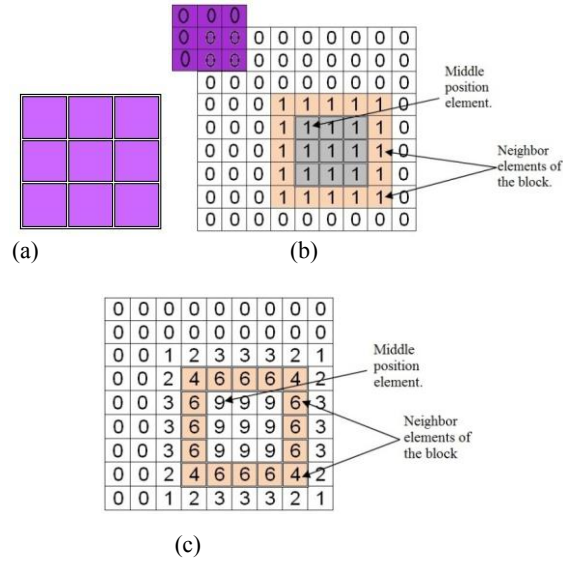 0 0 0
0 0 0 0 0 0 0 0 0 0
0 0 0 0 0 0 0 0 0 0
0 0 0 0 0 0 0 0 0
0 0 0 1 1 1 1 1 0
0 0 0 1 1 1 1 1 0
0 0 0 1 1 1 1 1 0
0 0 0 1 1 1 1 1 0
0 0 0 1 1 1 1 1 0
0 0 0 0 0 0 0 0 0
Middle
position
element.
Neighbor
elements of
the block.
(a)
(b)
0 0 0 0 0 0 0 0 0
0 0 0 0 0 0 0 0 0
0 0 1 2 3 3 3 2 1
0 0 2 4 6 6 6 4 2
0 0 3 6 9 9 9 6 3
0 0 3 6 9 9 9 6 3
0 0 3 6 9 9 9 6 3
0 0 2 4 6 6 6 4 2
0 0 1 2 3 3 3 2 1
Middle
position
element.
Neighbor
elements of
the block
(c)